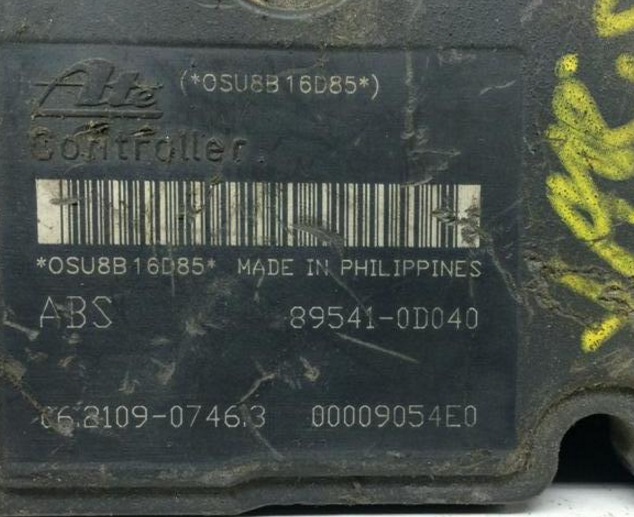 Ate (*OSU8B16D85*)
Controller.
*OSU8B16D85* MADE IN PHILIPPINES
ABS 89541-0D040
06.2109-0746.3 00009054E0